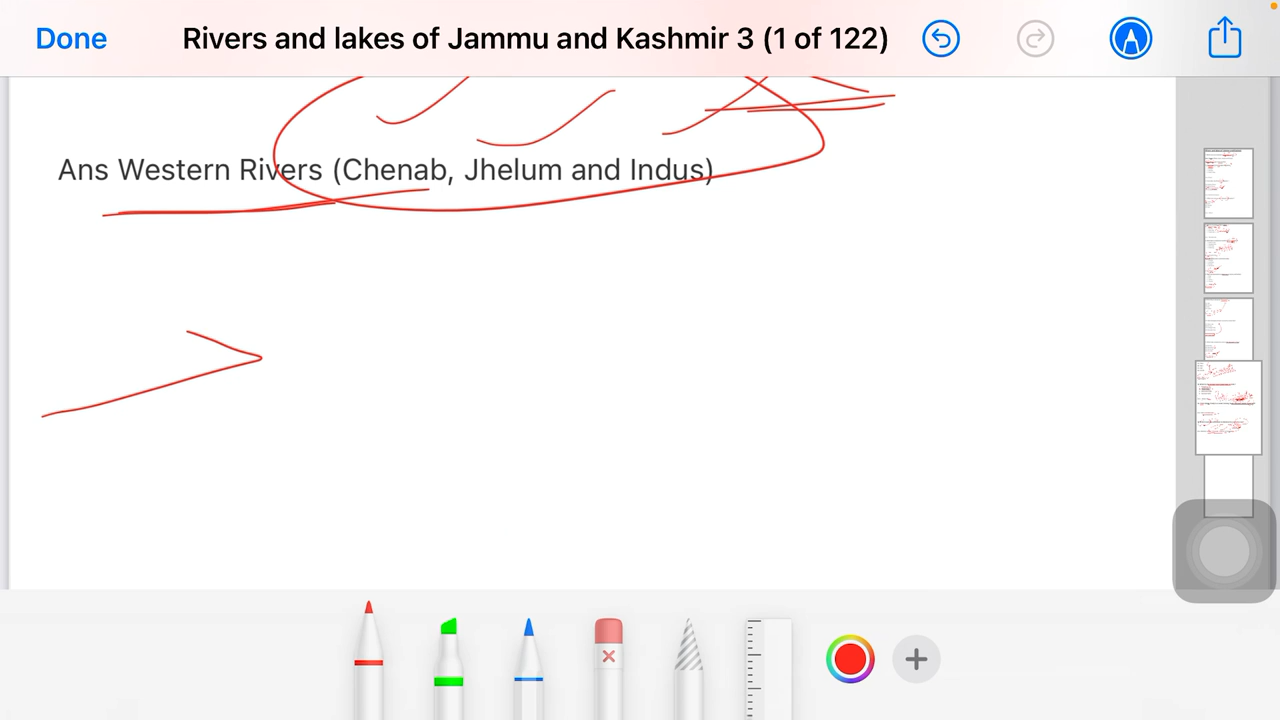 Done Rivers and lakes of Jammu and Kashmir 3 (1 of 122)
Ans Western Rivers (Chenab, Jhelum and Indus)